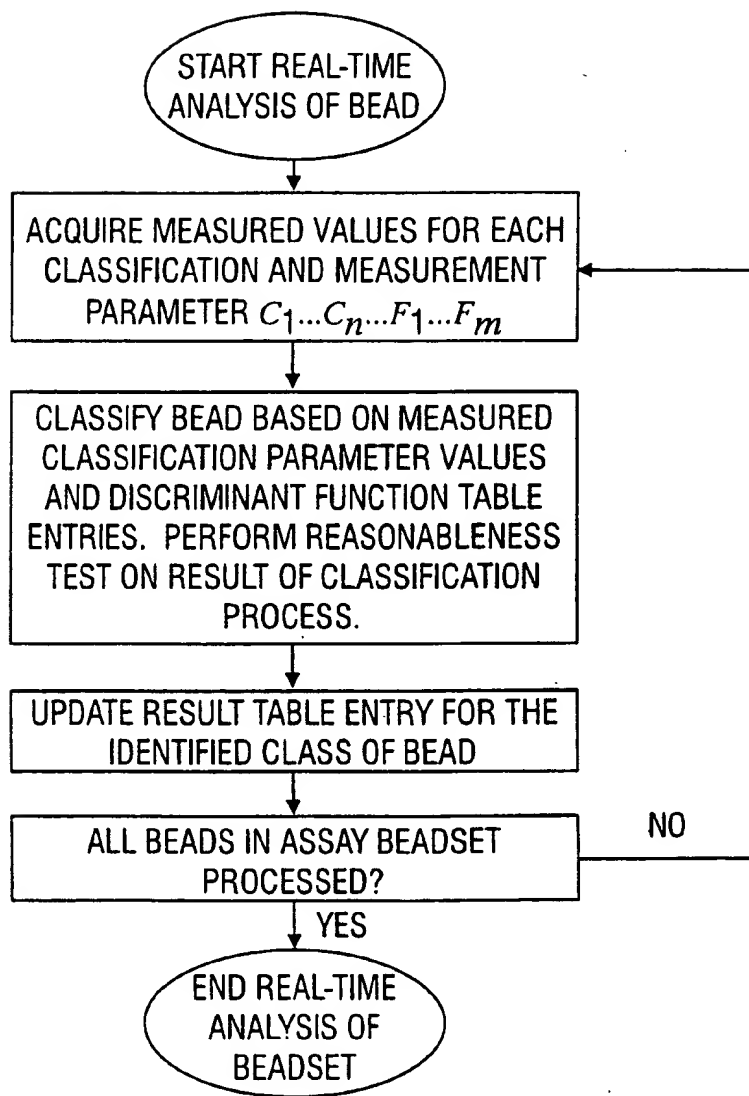 START REAL-TIME
ANALYSIS OF BEAD
ACQUIRE MEASURED VALUES FOR EACH
CLASSIFICATION AND MEASUREMENT
PARAMETER C1...Cn...F1...Fm
CLASSIFY BEAD BASED ON MEASURED
CLASSIFICATION PARAMETER VALUES
AND DISCRIMINANT FUNCTION TABLE
ENTRIES. PERFORM REASONABLENESS
TEST ON RESULT OF CLASSIFICATION
PROCESS.
UPDATE RESULT TABLE ENTRY FOR THE
IDENTIFIED CLASS OF BEAD
ALL BEADS IN ASSAY BEADSET
PROCESSED?
NO
YES
END REAL-TIME
ANALYSIS OF
BEADSET